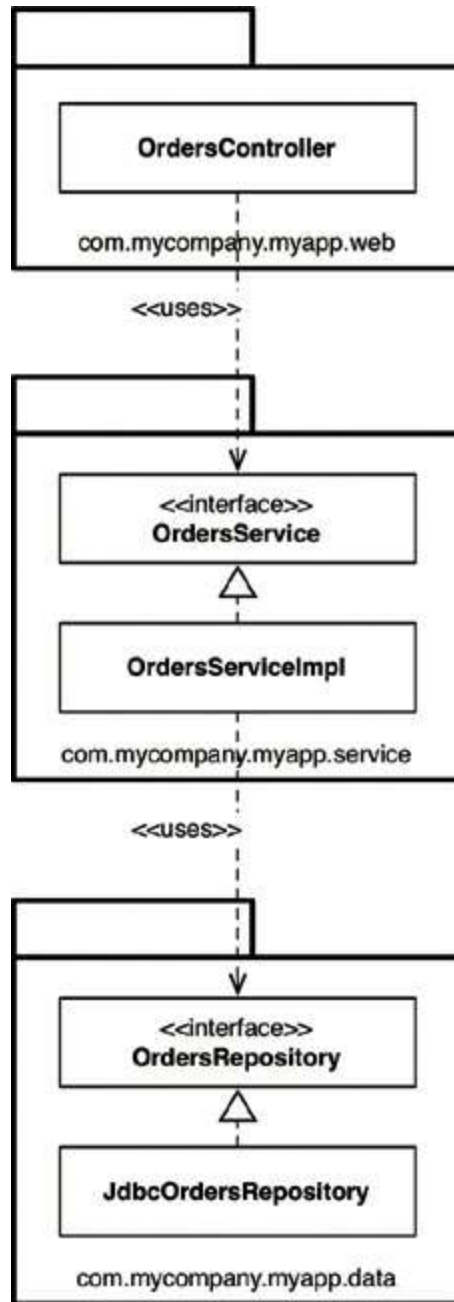 OrdersController
com.mycompany.myapp.web
<<uses>>
<<interface>>
OrdersService
OrdersServiceImpl
com.mycompany.myapp.service
<<uses>>
<<interface>>
OrdersRepository
JdbcOrdersRepository
com.mycompany.myapp.data